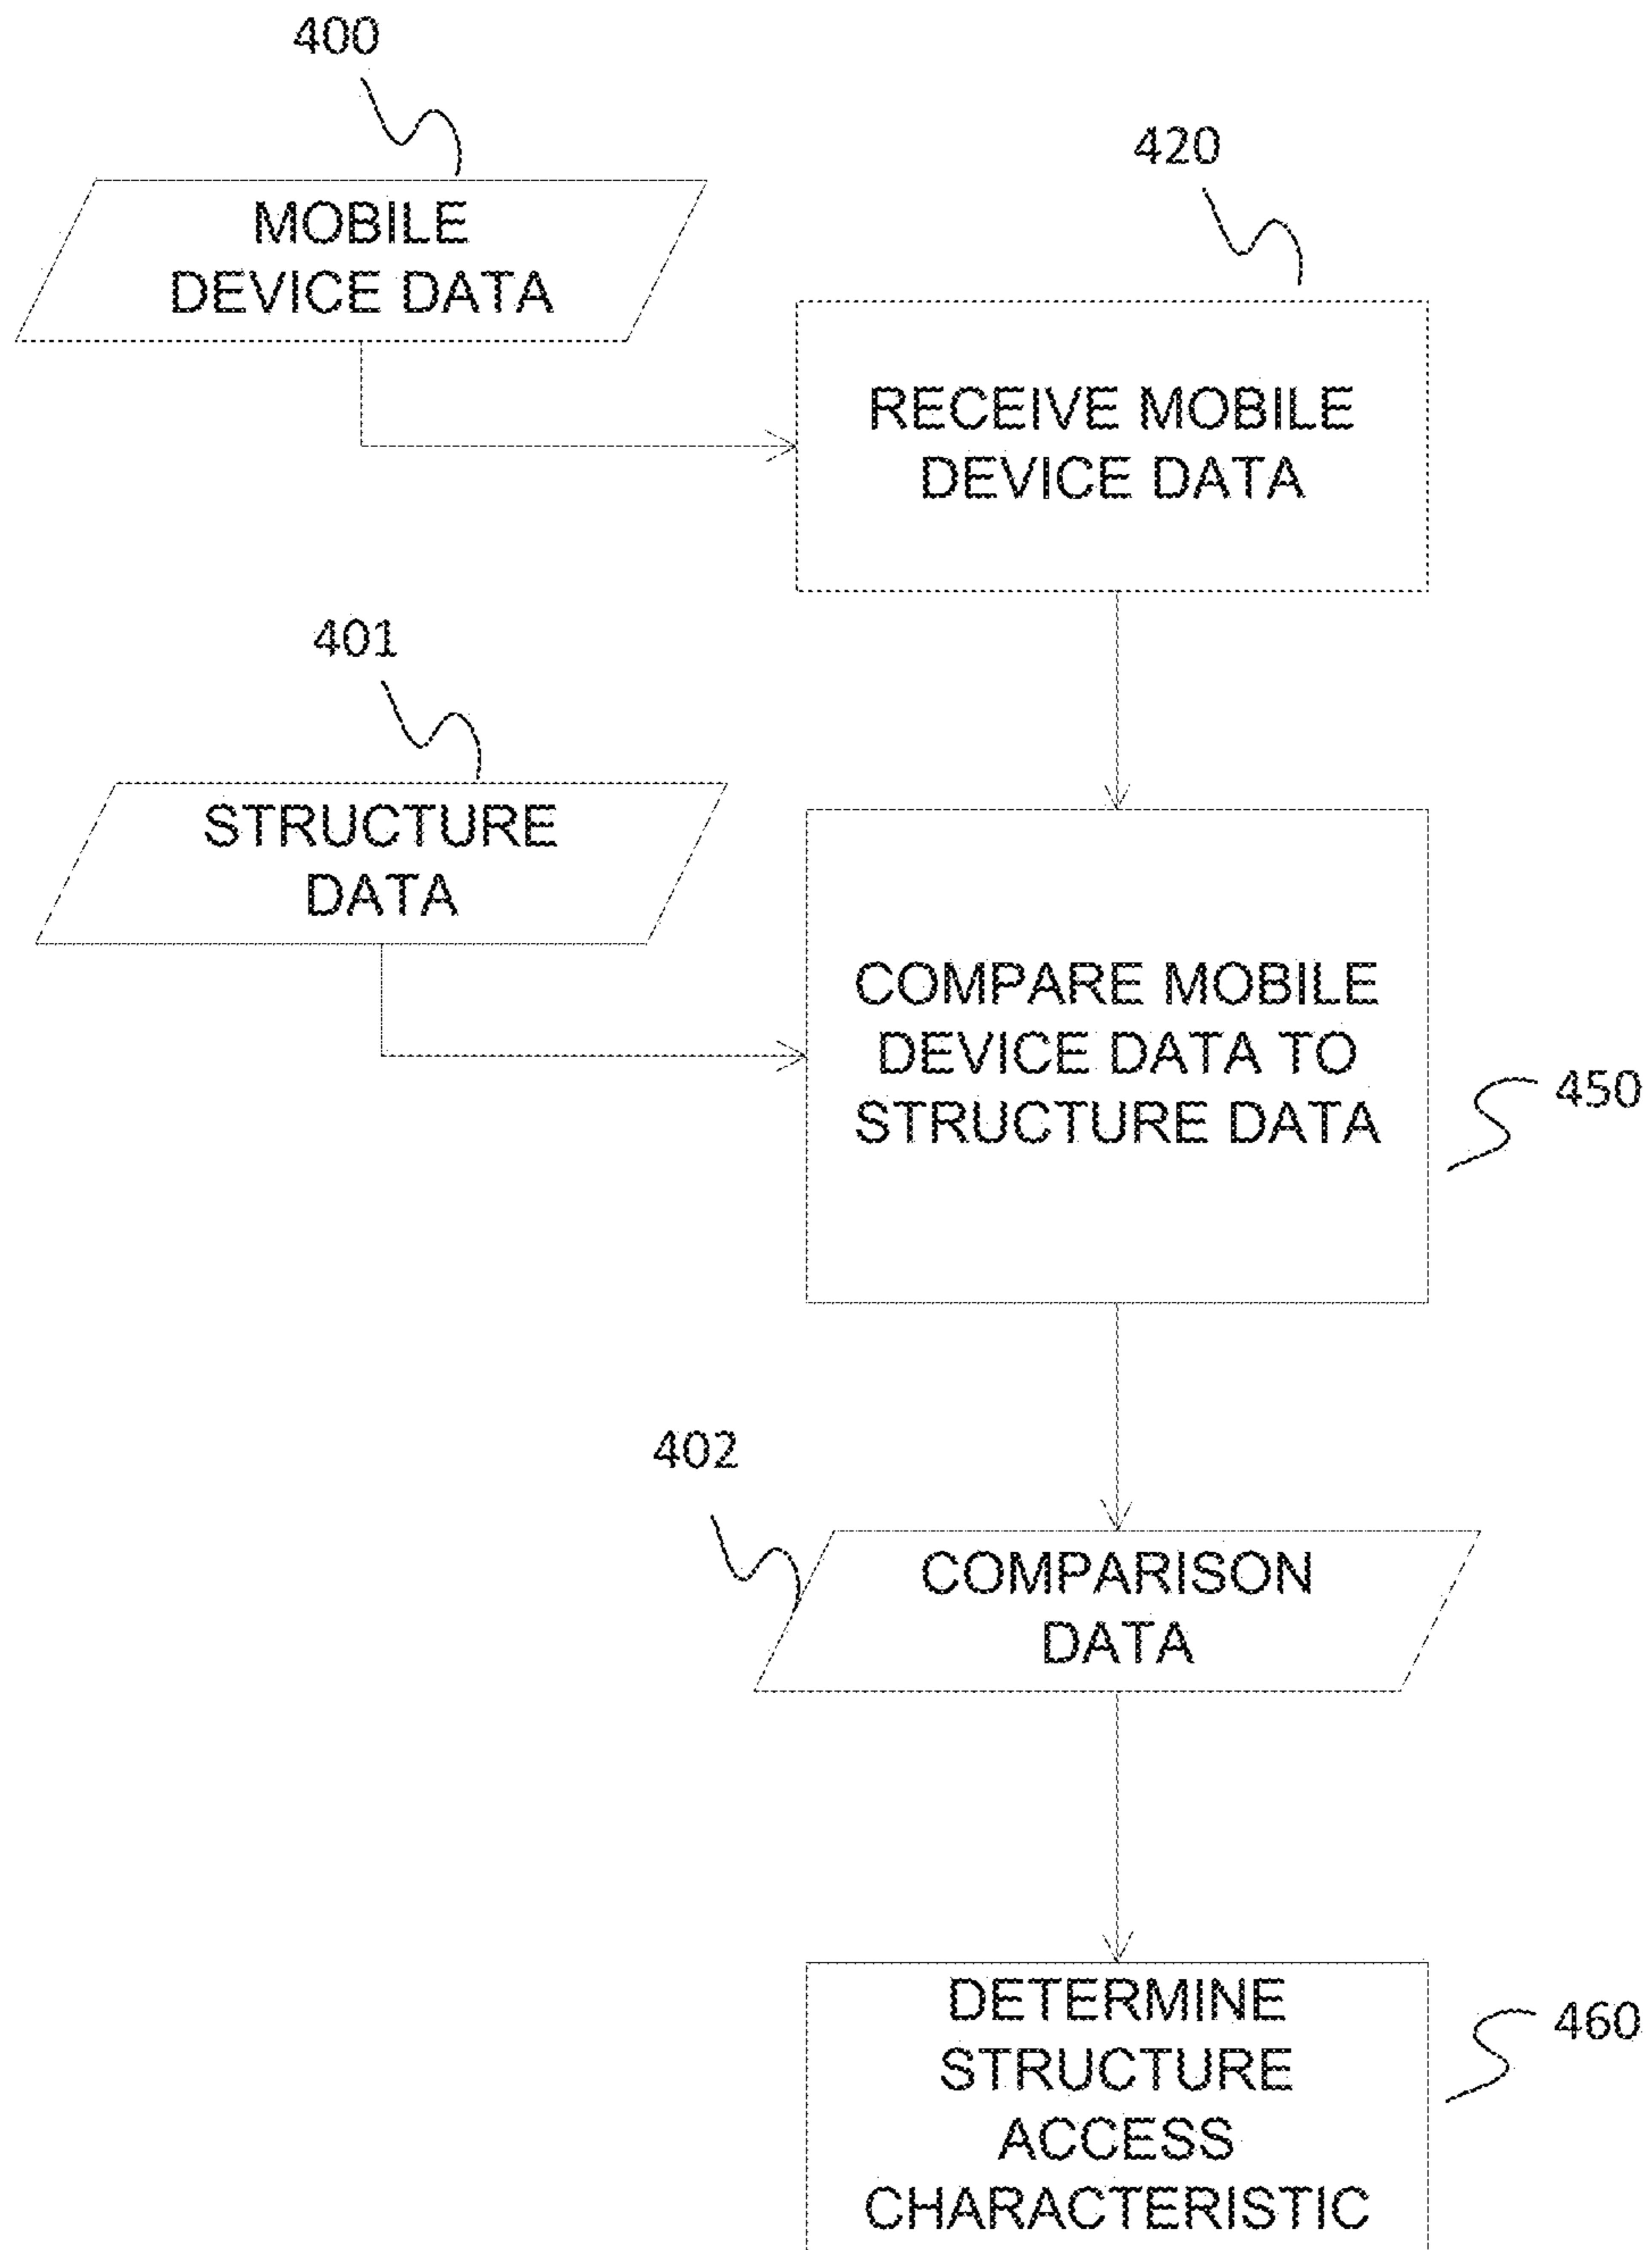 400
MOBILE
DEVICE DATA
420
RECEIVE MOBILE
DEVICE DATA
401
STRUCTURE
DATA
COMPARE MOBILE
DEVICE DATA TO
STRUCTURE DATA
450
402
COMPARISON
DATA
DETERMINE
STRUCTURE
ACCESS
CHARACTERISTIC
460